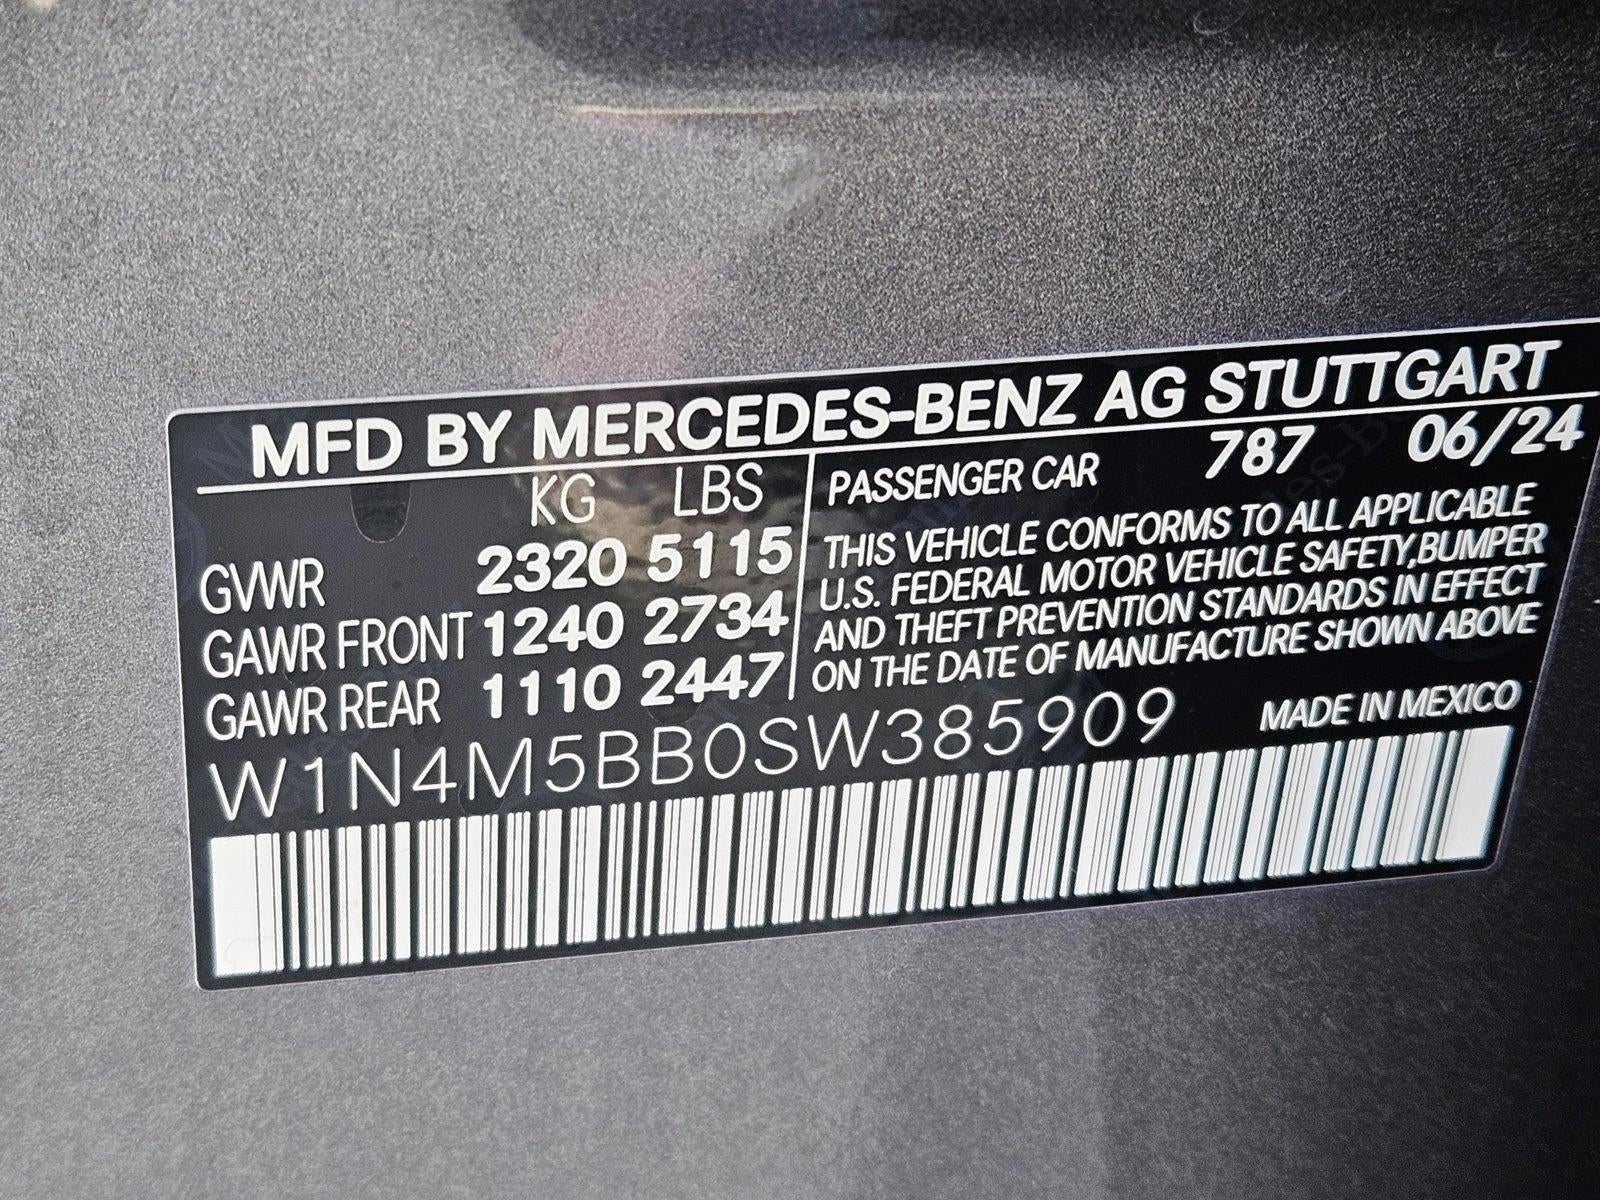 MFD BY MERCEDES-BENZ AG STUTTGART
KG LBS
GVWR 2320 5115
GAWR FRONT 1240 2734
GAWR REAR 1110 2447
PASSENGER CAR 787 06/24
THIS VEHICLE CONFORMS TO ALL APPLICABLE
U.S. FEDERAL MOTOR VEHICLE SAFETY,BUMPER
AND THEFT PREVENTION STANDARDS IN EFFECT
ON THE DATE OF MANUFACTURE SHOWN ABOVE
W1N4M5BB0SW385909 MADE IN MEXICO